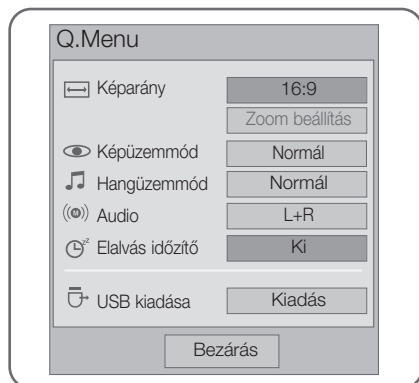 Q.Menu
Képarány 16:9
Zoom beállítás
Képüzemmód Normál
Hangüzemmód Normál
Audio L+R
Elalvás időzítő Ki
USB kiadása Kiadás
Bezárás